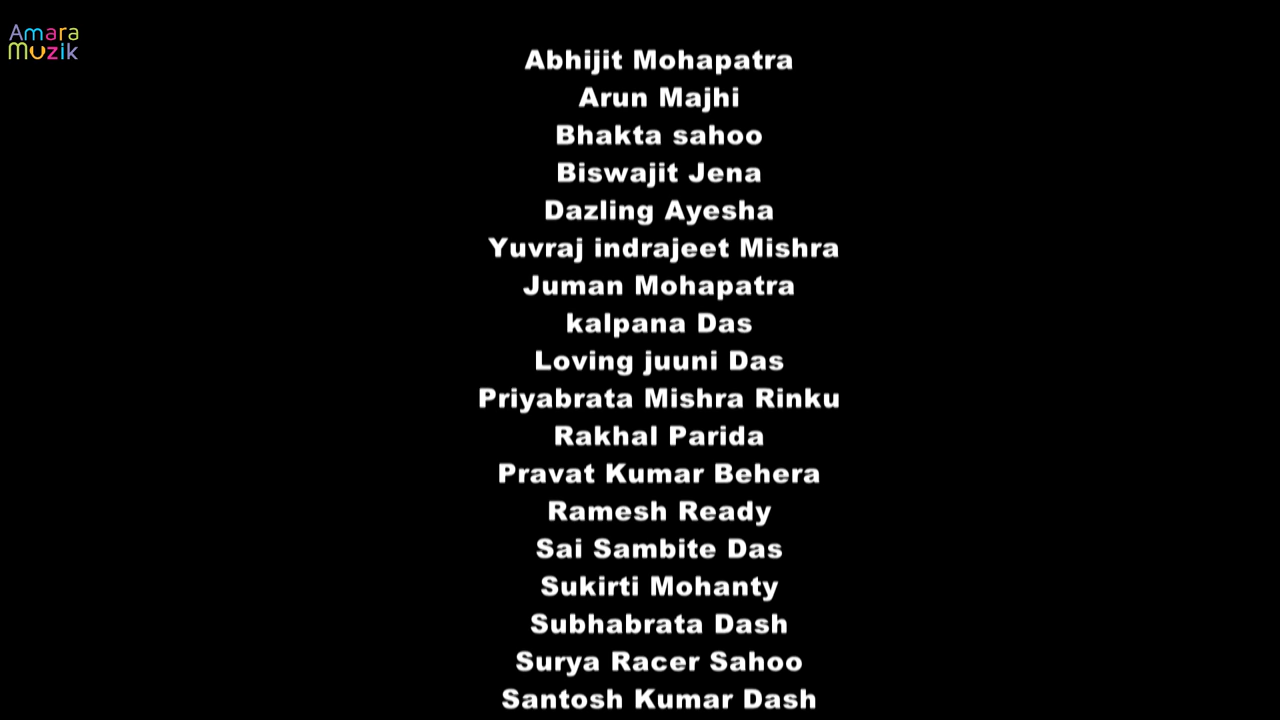 Amara
Muzik
Abhijit Mohapatra
Arun Majhi
Bhakta sahoo
Biswajit Jena
Dazling Ayesha
Yuvraj indrajeet Mishra
Juman Mohapatra
kalpana Das
Loving juuni Das
Priyabrata Mishra Rinku
Rakhal Parida
Pravat Kumar Behera
Ramesh Ready
Sai Sambite Das
Sukirti Mohanty
Subhabrata Dash
Surya Racer Sahoo
Santosh Kumar Dash